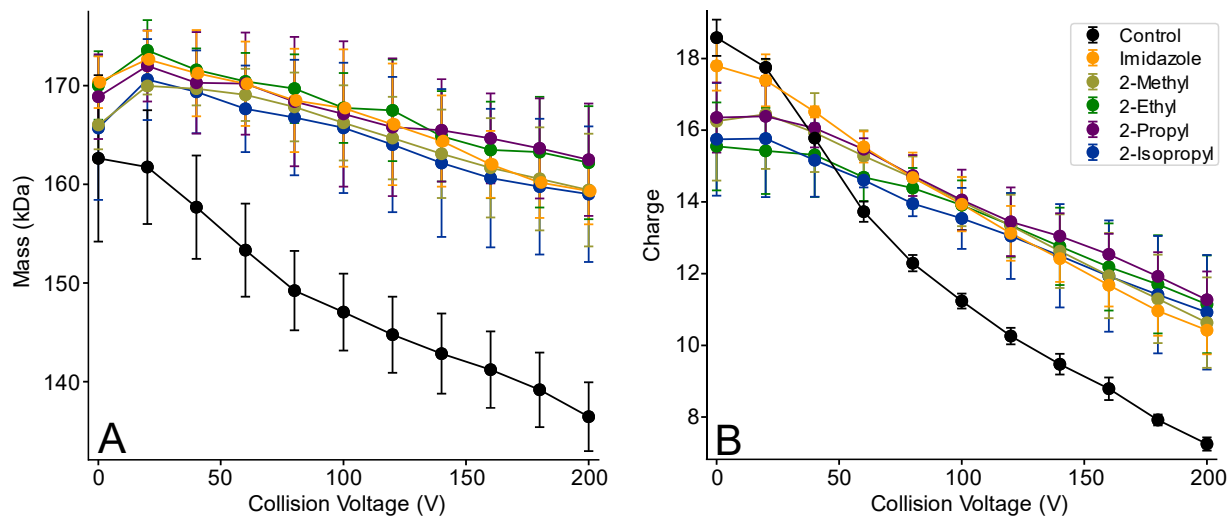 170
160
150
140
Mass (kDa)
A
0
50
100
150
200
Collision Voltage (V)
18
16
14
12
10
8
Charge
B
0
50
100
150
200
Collision Voltage (V)
Control
Imidazole
2-Methyl
2-Ethyl
2-Propyl
2-Isopropyl